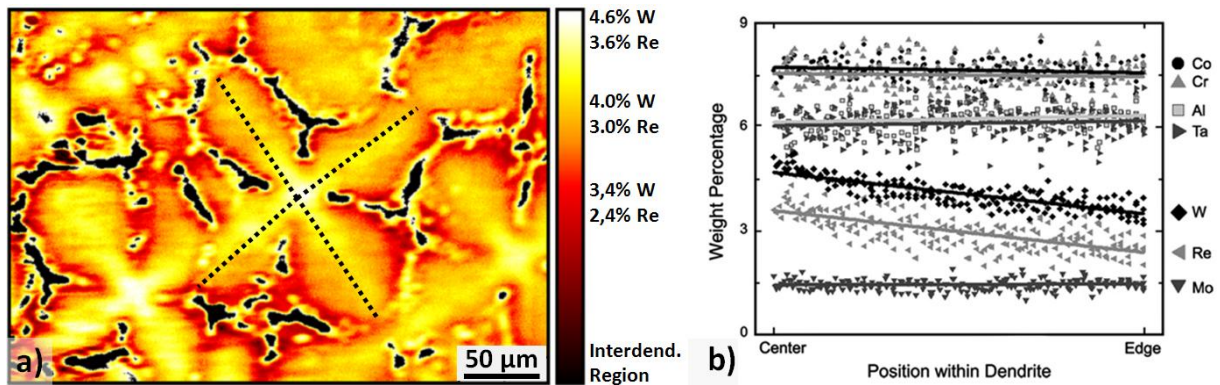 4.6% W
3.6% Re
4.0% W
3.0% Re
3,4% W
2,4% Re
Interdend.
Region
a)
50 µm
b)
Weight Percentage
9
6
3
0
Center
Edge
Position within Dendrite
Co
Cr
Al
Ta
W
Re
Mo